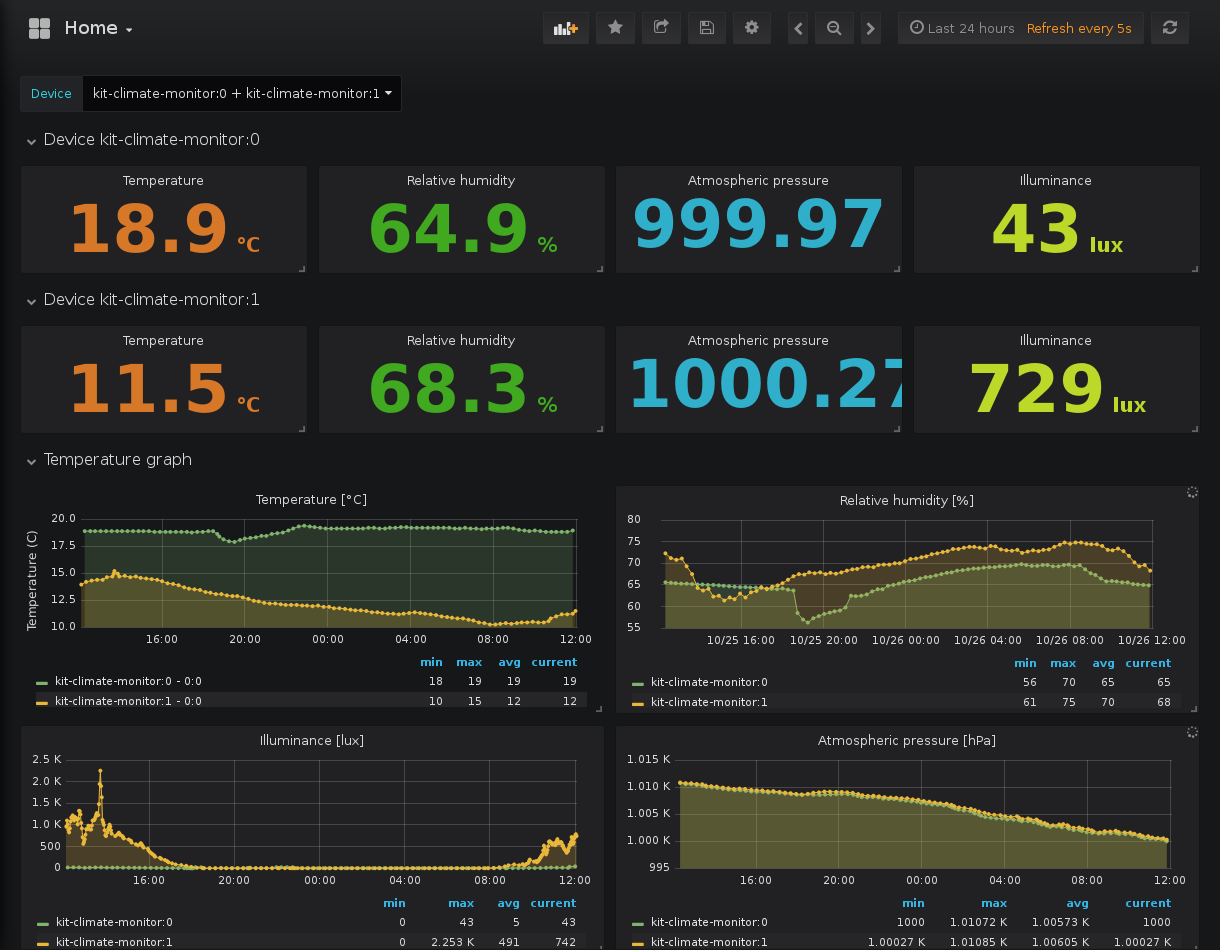 Home
Last 24 hours Refresh every 5s
Device kit-climate-monitor:0 + kit-climate-monitor:1
Device kit-climate-monitor:0
Temperature Relative humidity Atmospheric pressure Illuminance
18.9 °C 64.9 % 999.97 43 lux
Device kit-climate-monitor:1
Temperature Relative humidity Atmospheric pressure Illuminance
11.5 °C 68.3 % 1000.27 729 lux
Temperature graph
Temperature [°C]
Temperature (C)
20.0
17.5
15.0
12.5
10.0
16:00 20:00 00:00 04:00 08:00 12:00
min max avg current
kit-climate-monitor:0 - 0:0 18 19 19 19
kit-climate-monitor:1 - 0:0 10 15 12 12
Relative humidity [%]
80
75
70
65
60
55
10/25 16:00 10/25 20:00 10/26 00:00 10/26 04:00 10/26 08:00 10/26 12:00
min max avg current
kit-climate-monitor:0 56 70 65 65
kit-climate-monitor:1 61 75 70 68
Illuminance [lux]
2.5 K
2.0 K
1.5 K
1.0 K
500
0
16:00 20:00 00:00 04:00 08:00 12:00
min max avg current
kit-climate-monitor:0 0 43 5 43
kit-climate-monitor:1 0 2.253 K 491 742
Atmospheric pressure [hPa]
1.015 K
1.010 K
1.005 K
1.000 K
995
16:00 20:00 00:00 04:00 08:00 12:00
min max avg current
kit-climate-monitor:0 1000 1.01072 K 1.00573 K 1000
kit-climate-monitor:1 1.00027 K 1.01085 K 1.00605 K 1.00027 K